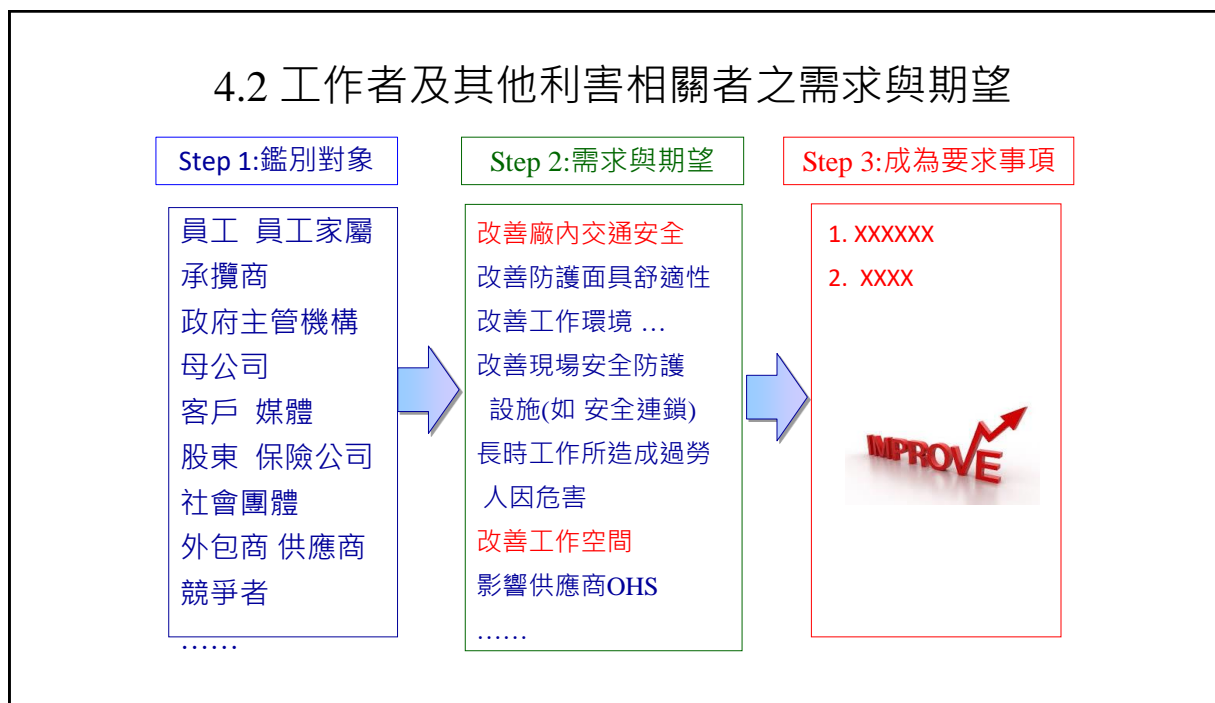 4.2 工作者及其他利害相關者之需求與期望
Step 1:鑑別對象
員工 員工家屬
承攬商
政府主管機構
母公司
客戶 媒體
股東 保險公司
社會團體
外包商 供應商
競爭者
……
Step 2:需求與期望
改善廠內交通安全
改善防護面具舒適性
改善工作環境 …
改善現場安全防護
設施(如 安全連鎖)
長時工作所造成過勞
人因危害
改善工作空間
影響供應商OHS
……
Step 3:成為要求事項
1. XXXXXX
2. XXXX
IMPROVE